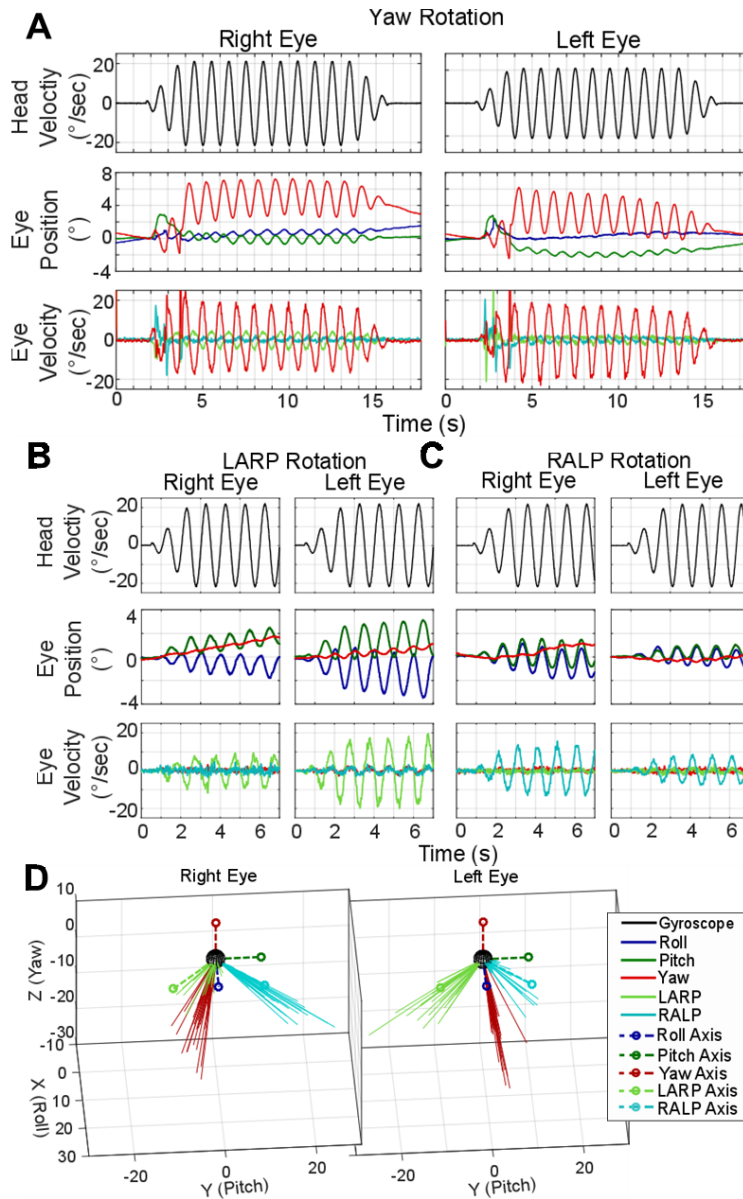 A
Yaw Rotation
Right Eye
Left Eye
Head
Veloctiy
(°/sec)
20
0
-20
Eye
Position
(°)
8
4
0
-4
Eye
Velocity
(°/sec)
20
0
-20
0 5 10 15
0 5 10 15
Time (s)
B
LARP Rotation
Right Eye
Left Eye
C
RALP Rotation
Right Eye
Left Eye
Head
Veloctiy
(°/sec)
20
0
-20
Eye
Position
(°)
4
0
-4
Eye
Velocity
(°/sec)
20
0
-20
0 2 4 6
0 2 4 6
0 2 4 6
0 2 4 6
Time (s)
D
Right Eye
Left Eye
Z (Yaw)
10
0
-10
-20
-30
-10
0
10
20
30
X (Roll)
-20 0 20
Y (Pitch)
-20 0 20
Y (Pitch)
Gyroscope
Roll
Pitch
Yaw
LARP
RALP
Roll Axis
Pitch Axis
Yaw Axis
LARP Axis
RALP Axis